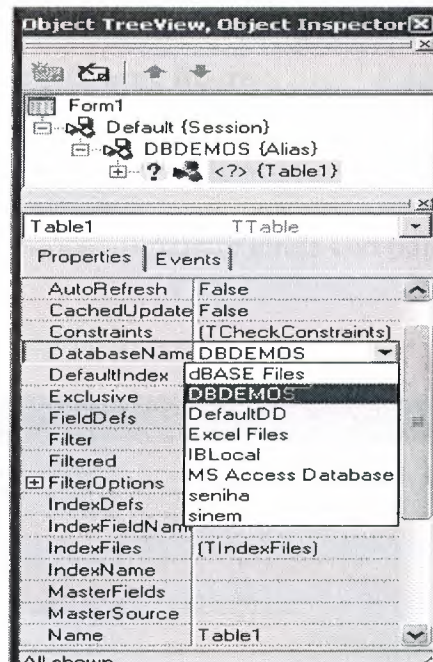 Object TreeView, Object Inspector
Form1
Default {Session}
DBDEMOS {Alias}
<?> {Table1}
Table1 TTable
Properties Events
AutoRefresh False
CachedUpdate False
Constraints (TCheckConstraints)
DatabaseName DBDEMOS
DefaultIndex dBASE Files
Exclusive DBDEMOS
FieldDefs DefaultDD
Filter Excel Files
Filtered IBLocal
FilterOptions MS Access Database
IndexDefs seniha
IndexFieldNam sinem
IndexFiles (TIndexFiles)
IndexName
MasterFields
MasterSource
Name Table1
All shown